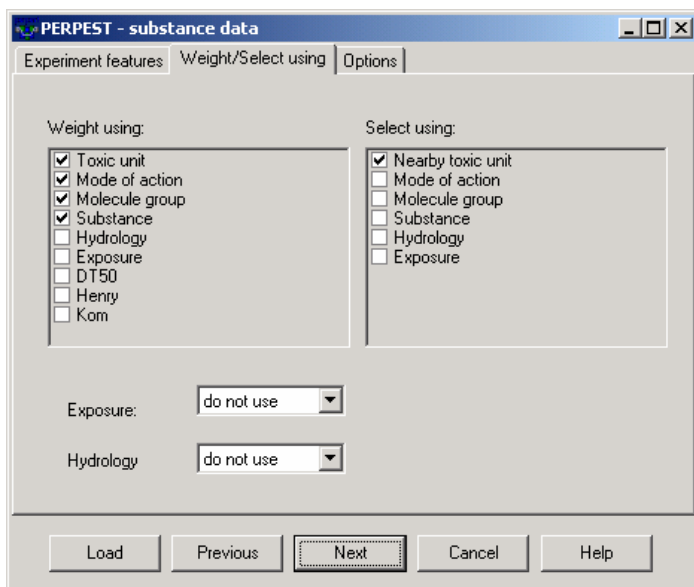 PERPEST - substance data
Experiment features Weight/Select using Options
Weight using: Select using:
Toxic unit
Mode of action
Molecule group
Substance
Hydrology
Exposure
DT50
Henry
Kom
Nearby toxic unit
Mode of action
Molecule group
Substance
Hydrology
Exposure
Exposure: do not use
Hydrology do not use
Load Previous Next Cancel Help